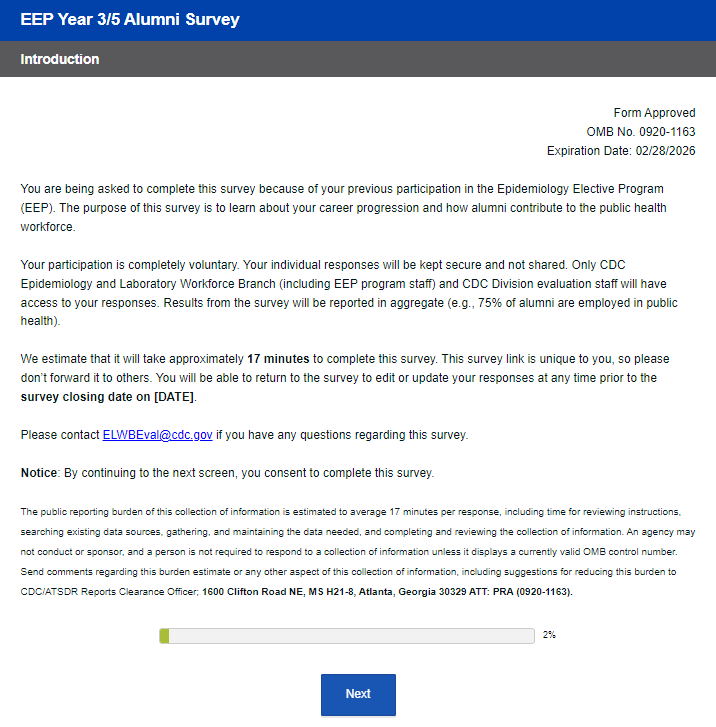 EEP Year 3/5 Alumni Survey
Introduction
Form Approved
OMB No. 0920-1163
Expiration Date: 02/28/2026
You are being asked to complete this survey because of your previous participation in the Epidemiology Elective Program
(EEP). The purpose of this survey is to learn about your career progression and how alumni contribute to the public health
workforce.
Your participation is completely voluntary. Your individual responses will be kept secure and not shared. Only CDC
Epidemiology and Laboratory Workforce Branch (including EEP program staff) and CDC Division evaluation staff will have
access to your responses. Results from the survey will be reported in aggregate (e.g., 75% of alumni are employed in public
health).
We estimate that it will take approximately 17 minutes to complete this survey. This survey link is unique to you, so please
don't forward it to others. You will be able to return to the survey to edit or update your responses at any time prior to the
survey closing date on [DATE].
Please contact ELWBEval@cdc.gov if you have any questions regarding this survey.
Notice: By continuing to the next screen, you consent to complete this survey.
The public reporting burden of this collection of information is estimated to average 17 minutes per response, including time for reviewing instructions,
searching existing data sources, gathering, and maintaining the data needed, and completing and reviewing the collection of information. An agency may
not conduct or sponsor, and a person is not required to respond to a collection of information unless it displays a currently valid OMB control number.
Send comments regarding this burden estimate or any other aspect of this collection of information, including suggestions for reducing this burden to
CDC/ATSDR Reports Clearance Officer; 1600 Clifton Road NE, MS H21-8, Atlanta, Georgia 30329 ATT: PRA (0920-1163).
2%
Next